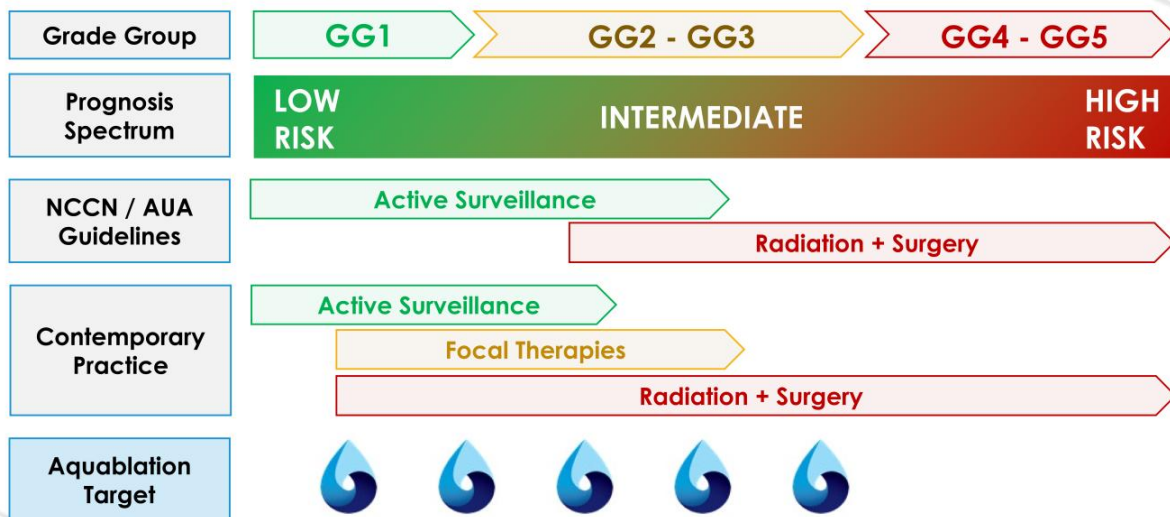 Grade Group
GG1
GG2 - GG3
GG4 - GG5
Prognosis
Spectrum
LOW
RISK
INTERMEDIATE
HIGH
RISK
NCCN / AUA
Guidelines
Active Surveillance
Radiation + Surgery
Contemporary
Practice
Active Surveillance
Focal Therapies
Radiation + Surgery
Aquablation
Target